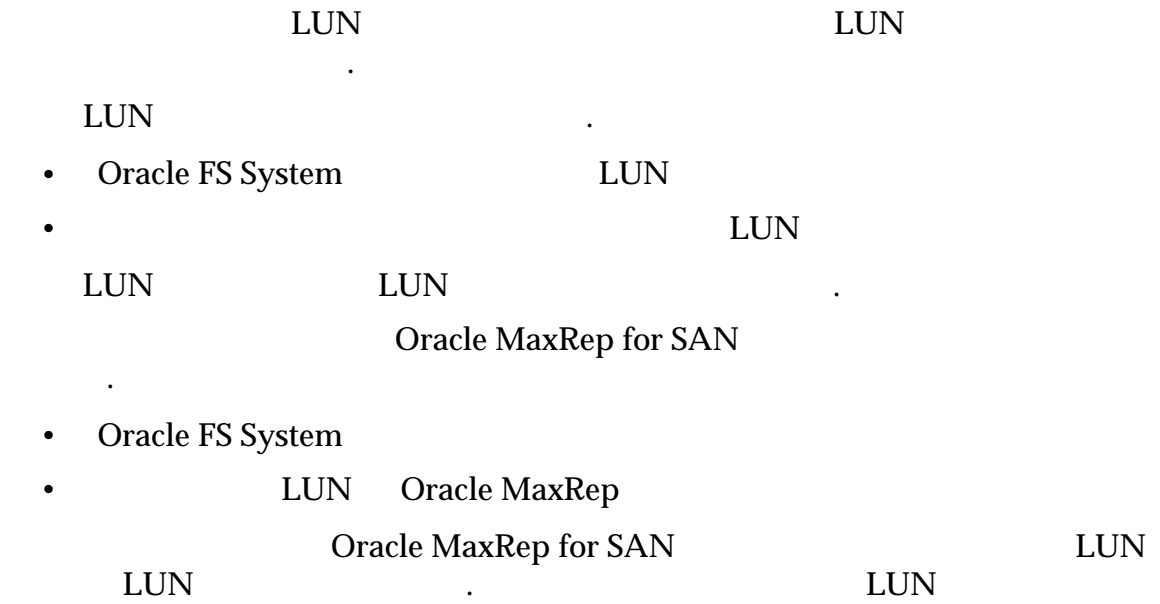 LUN LUN
.
LUN .
• Oracle FS System LUN
• LUN
LUN LUN .
Oracle MaxRep for SAN
.
• Oracle FS System
• LUN Oracle MaxRep
Oracle MaxRep for SAN LUN
LUN . LUN